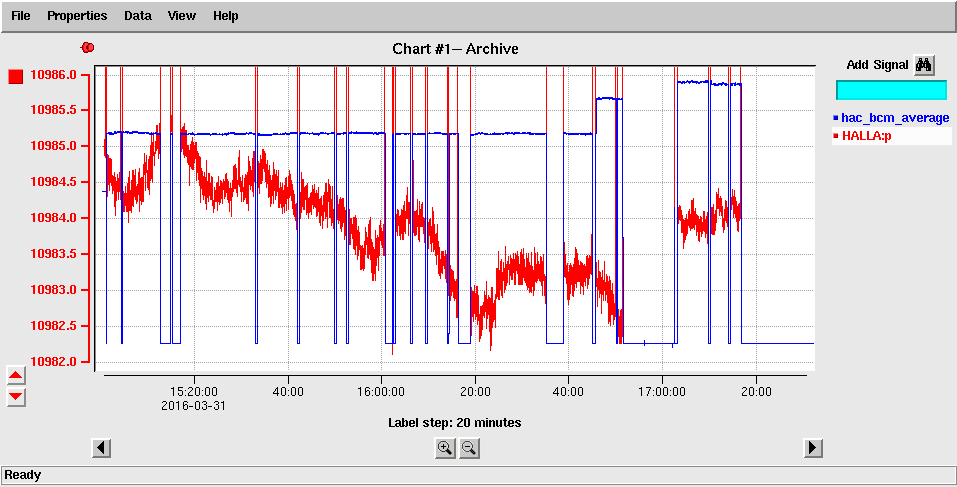 File Properties Data View Help
Chart #1— Archive
Add Signal
hac_bcm_average
HALLA:p
10986.0
10985.5
10985.0
10984.5
10984.0
10983.5
10983.0
10982.5
10982.0
15:20:00 40:00 16:00:00 20:00 40:00 17:00:00 20:00
2016-03-31
Label step: 20 minutes
Ready